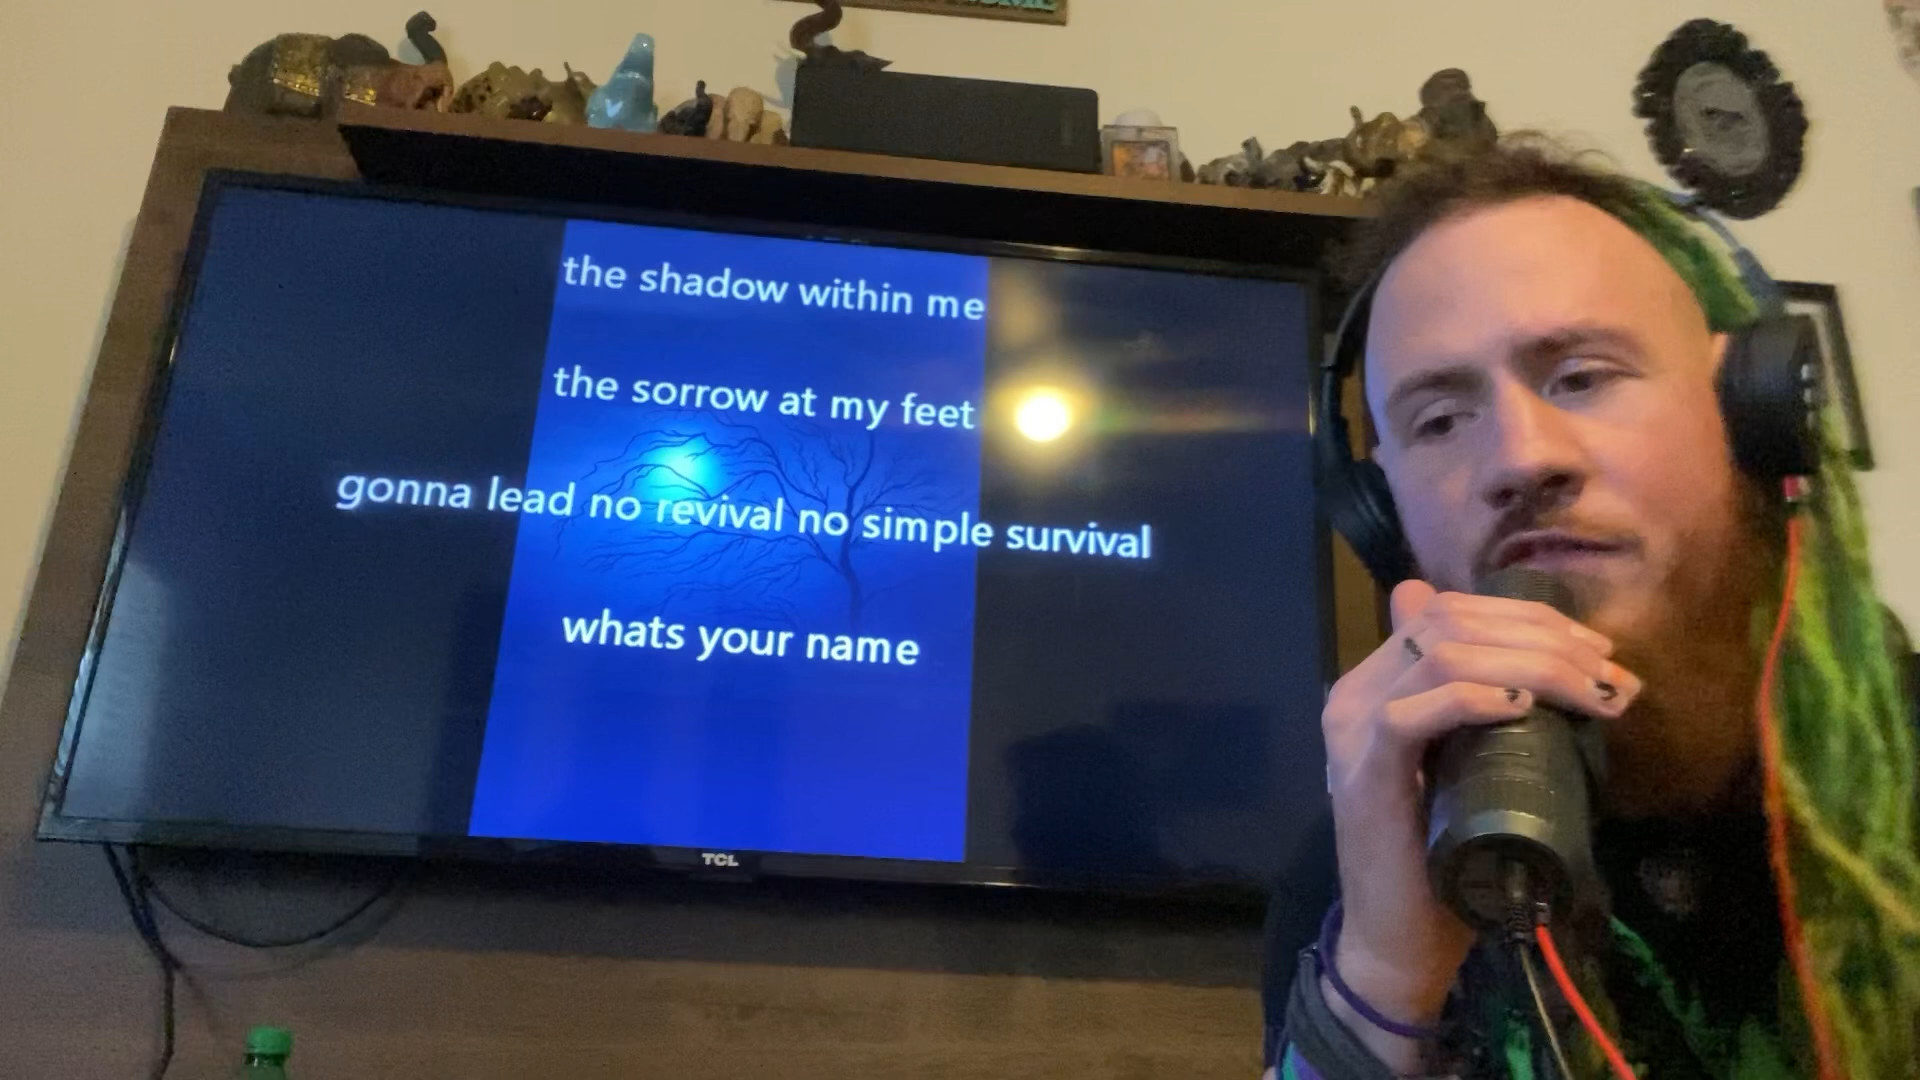 the shadow within me
the sorrow at my feet
gonna lead no revival no simple survival
whats your name
TCL